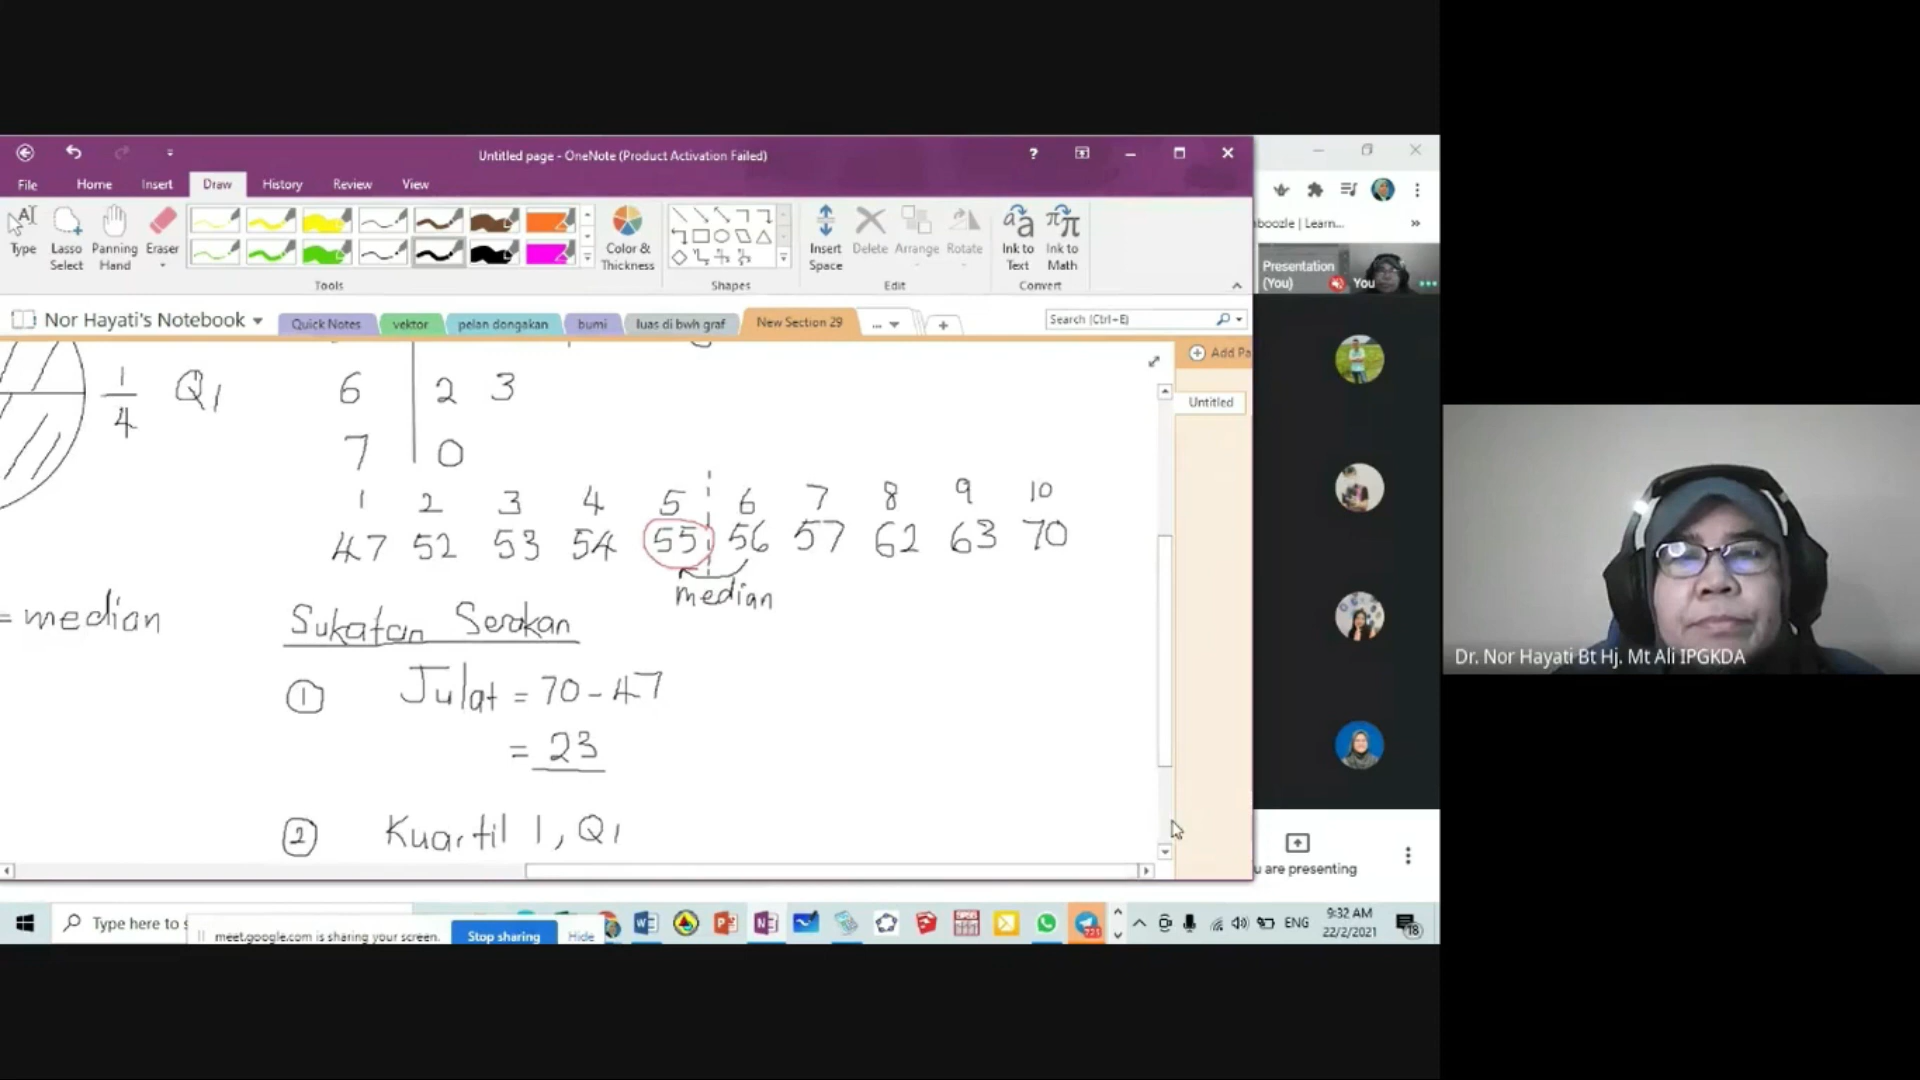 Untitled page - OneNote (Product Activation Failed)
?
File Home Insert Draw History Review View
Type
Lasso Select
Panning Hand
Eraser
Color & Thickness
Insert Space
Delete
Arrange
Rotate
Ink to Text
Ink to Math
Tools
Shapes
Edit
Convert
Nor Hayati's Notebook
Quick Notes
vektor
pelan dongakan
bumi
luas di bwh graf
New Section 29
...
Search (Ctrl+E)
Add Pa
Untitled
1/4 Q1
6 | 2 3
7 | 0
1 2 3 4 5 6 7 8 9 10
47 52 53 54 55 56 57 62 63 70
median
= median
Sukatan Serakan
① Julat = 70 - 47
= 23
② Kuartil 1, Q1
boozle | Learn...
»
Presentation (You)
You
u are presenting
Dr. Nor Hayati Bt Hj. Mt Ali IPGKDA
Type here to s
meet.google.com is sharing your screen.
Stop sharing
Hide
ENG
9:32 AM
22/2/2021
18